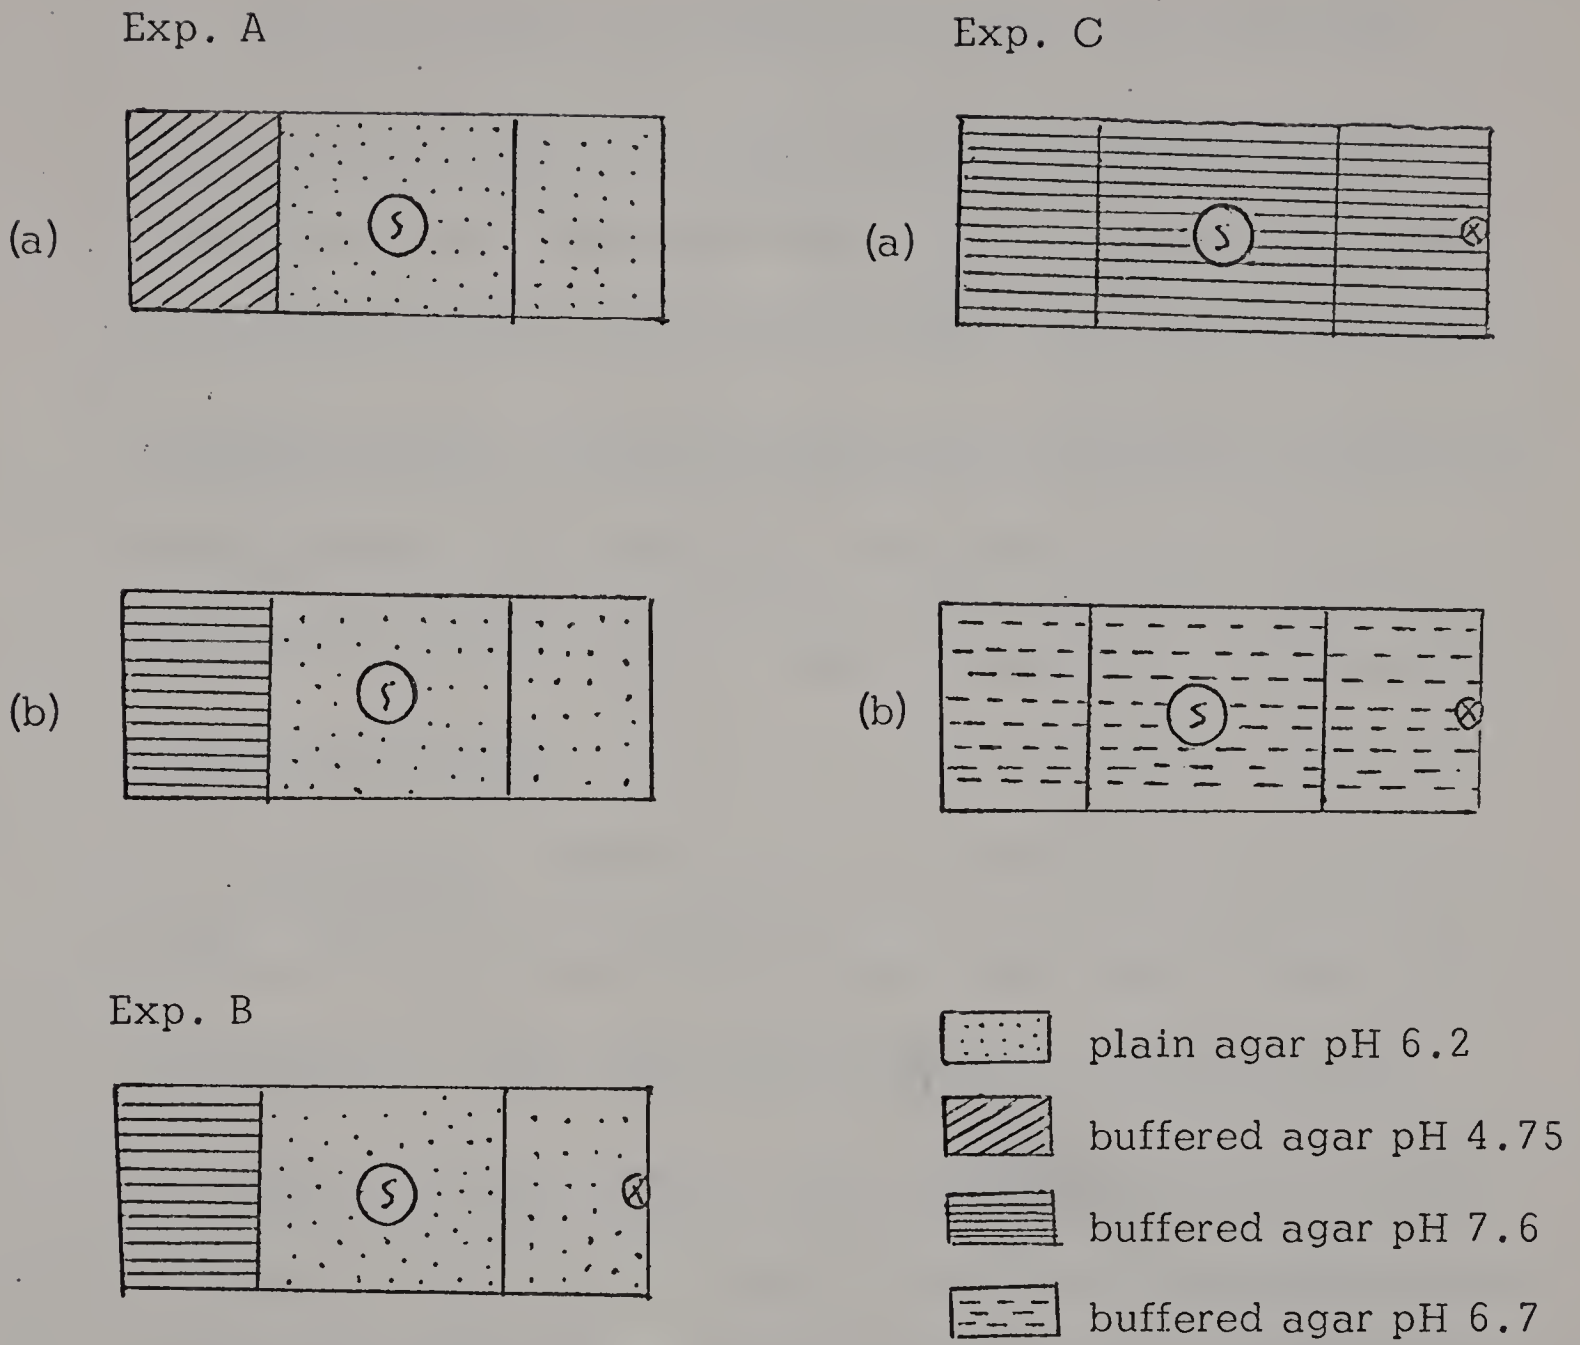 Exp. A
(a)
S
(b)
S
Exp. B
S
X
Exp. C
(a)
S
X
(b)
S
X
plain agar pH 6.2
buffered agar pH 4.75
buffered agar pH 7.6
buffered agar pH 6.7